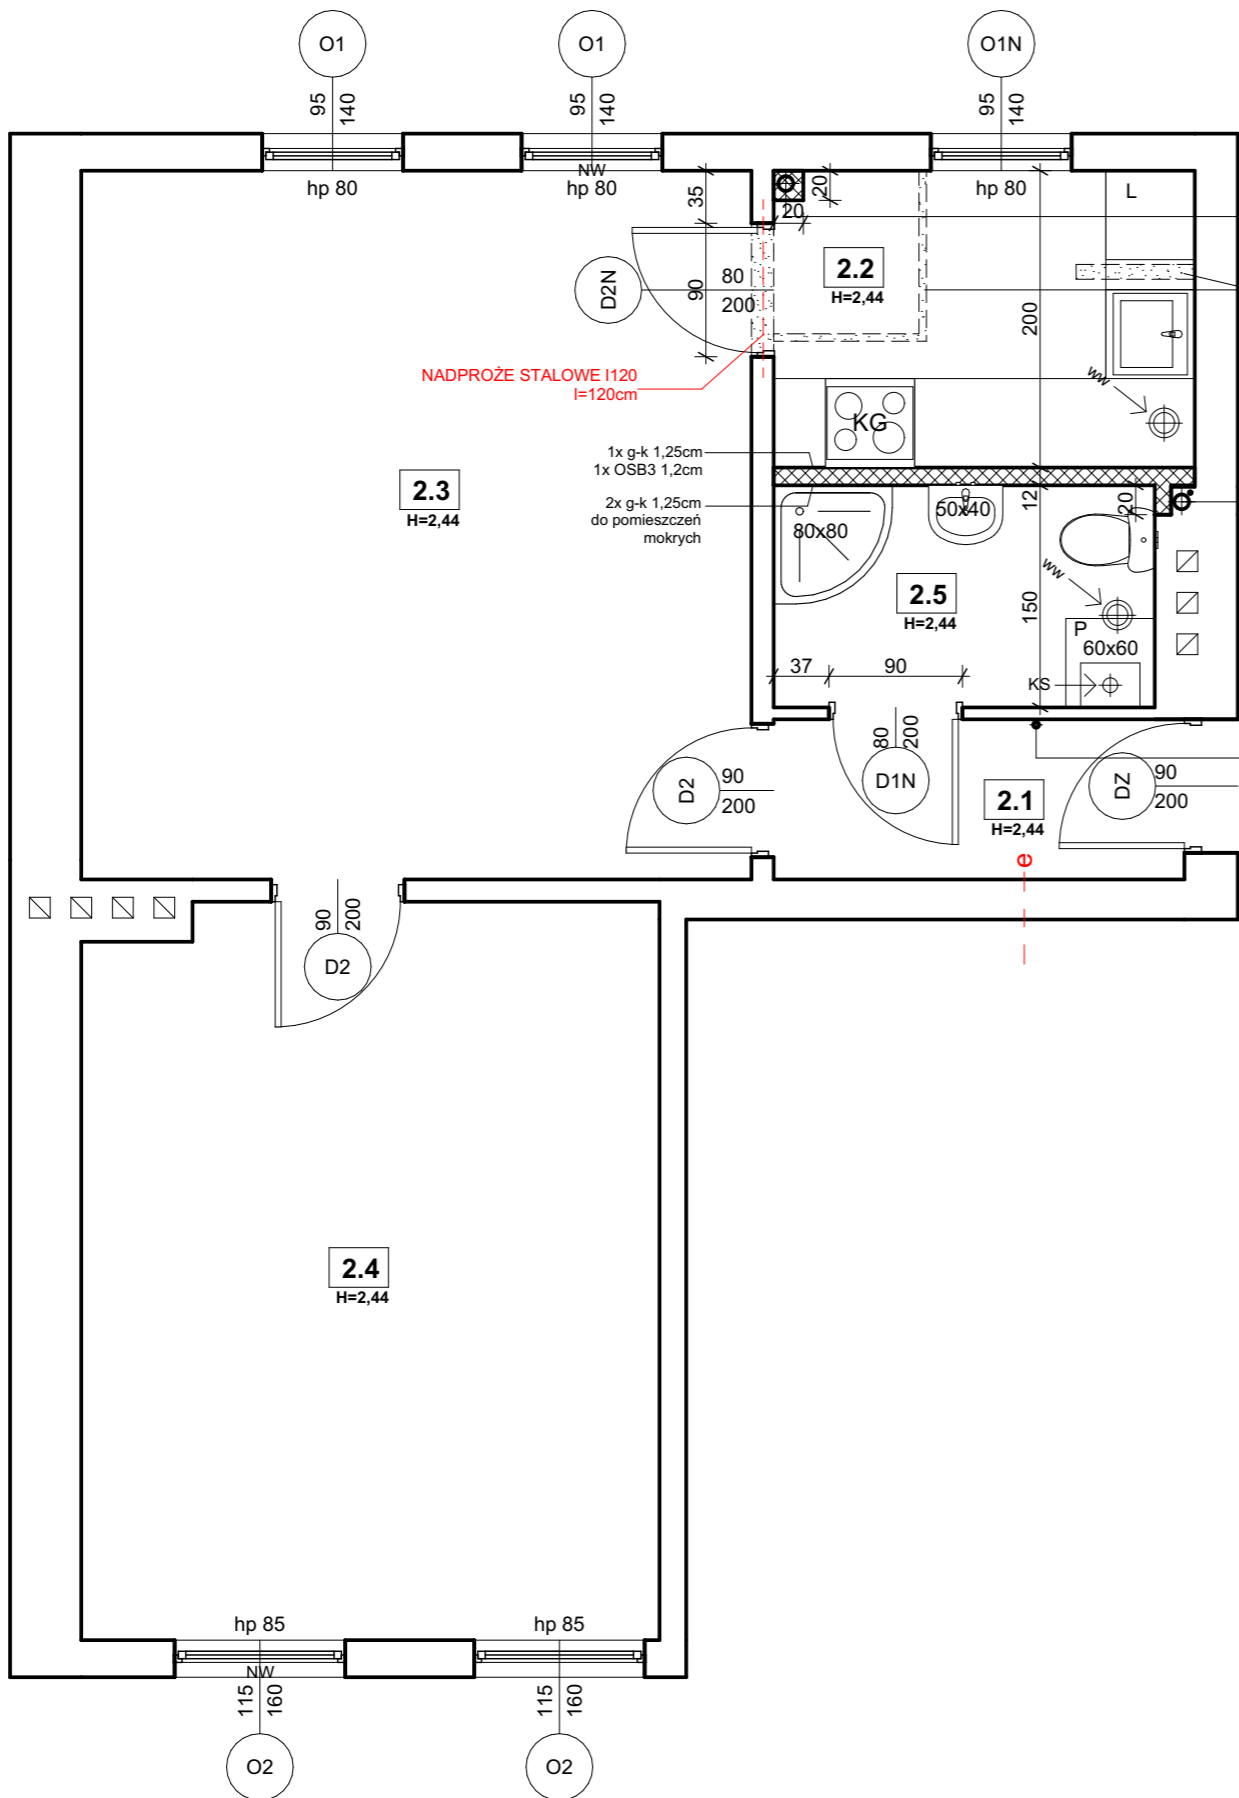 O1
O1
O1N
95
140
95
140
95
140
hp 80
NW
hp 80
hp 80
35
20
20
L
D2N
80
200
90
2.2
H=2,44
200
NADPROŻE STALOWE I120
l=120cm
WW
KG
1x g-k 1,25cm
1x OSB3 1,2cm
2x g-k 1,25cm
do pomieszczeń
mokrych
2.3
H=2,44
80x80
50x40
12
20
WW
2.5
H=2,44
150
P
60x60
KS
37
90
D2
90
200
80
200
D1N
2.1
H=2,44
DZ
90
200
e
90
200
D2
2.4
H=2,44
hp 85
hp 85
NW
115
160
115
160
O2
O2